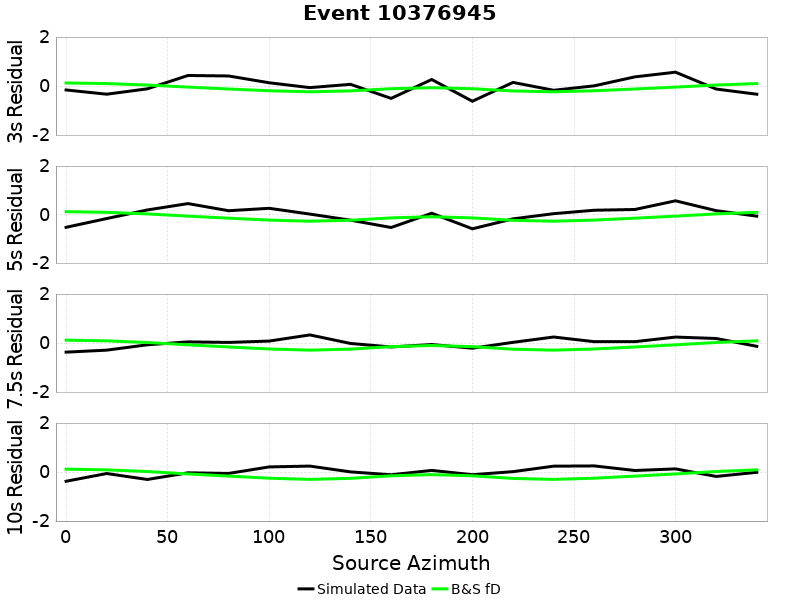 Event 10376945
3s Residual
2
0
-2
5s Residual
2
0
-2
7.5s Residual
2
0
-2
10s Residual
2
0
-2
0 50 100 150 200 250 300
Source Azimuth
Simulated Data B&S fD